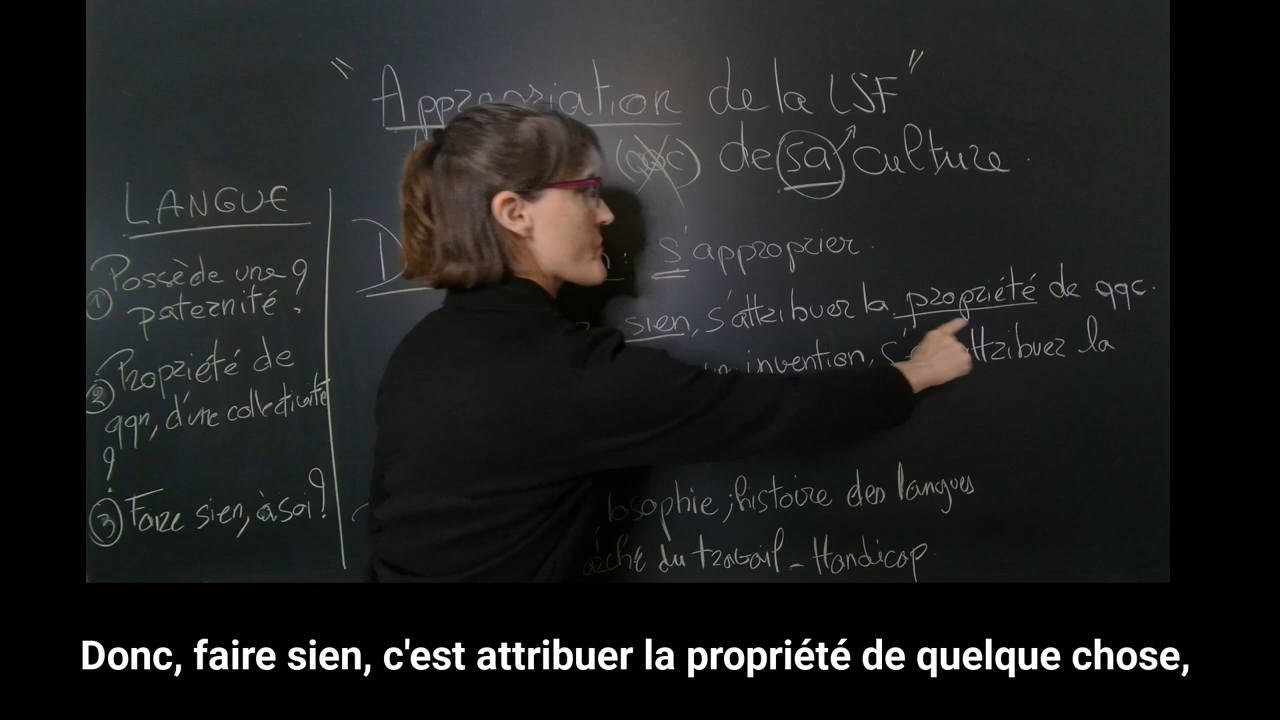 " Appropriation de la LSF "
de sa culture.
LANGUE
① Possède une paternité ?
② Propriété de
qqn, d'une collectivité
?
③ Faire sien, à soi ?
s'approprier.
sien, s'attribuer la propriété de qqc.
invention, s'attribuer la
histoire des langues
du travail - Handicap
Donc, faire sien, c'est attribuer la propriété de quelque chose,